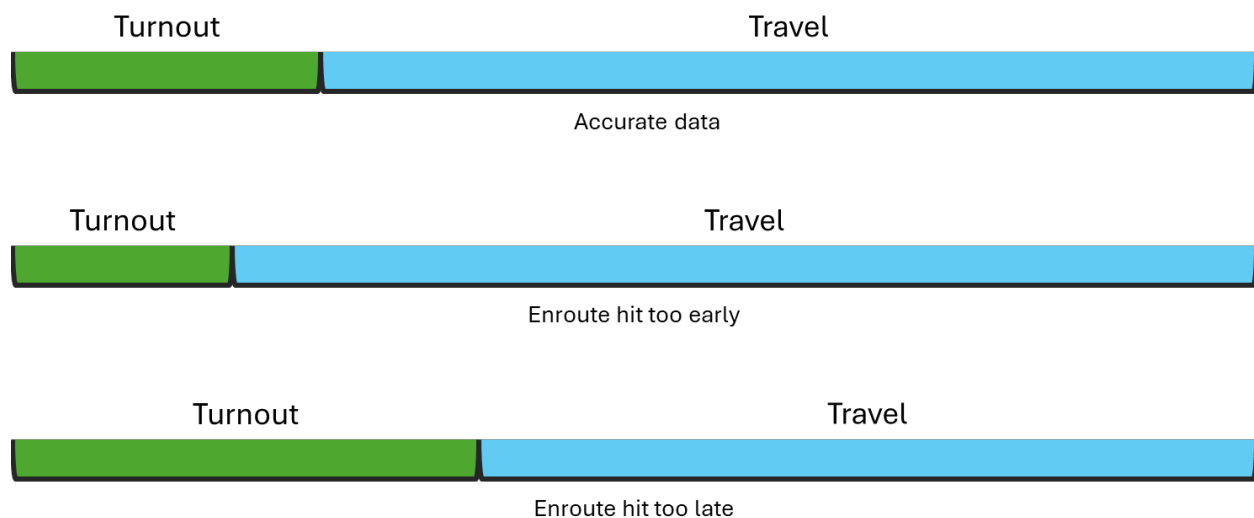 Turnout Travel
Accurate data
Turnout Travel
Enroute hit too early
Turnout Travel
Enroute hit too late